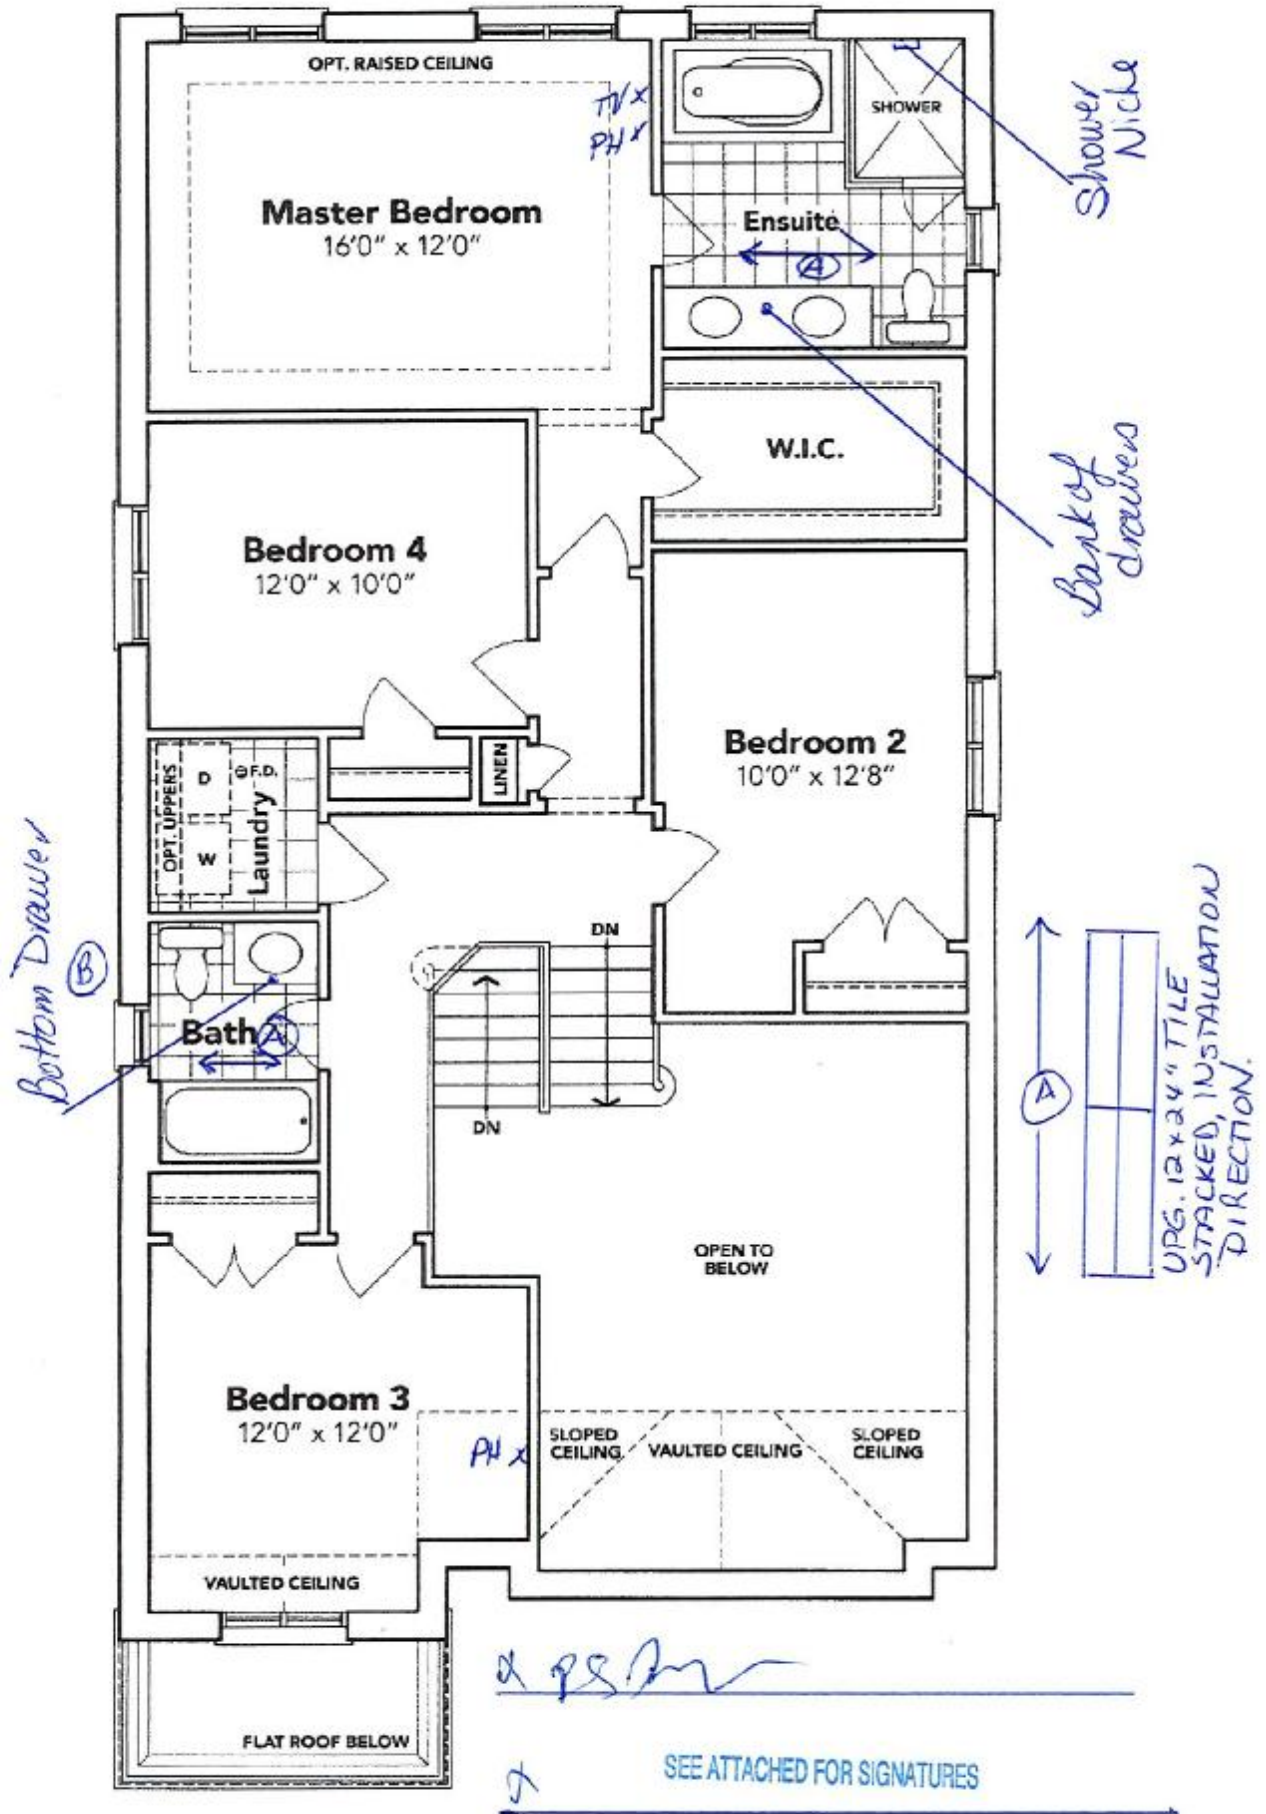 OPT. RAISED CEILING
TV x
PH x
SHOWER
Shower
Niche
Master Bedroom
16'0" x 12'0"
Ensuite
A
W.I.C.
Bank of
drawers
Bedroom 4
12'0" x 10'0"
Bedroom 2
10'0" x 12'8"
OPT. UPPERS
D
F.D.
W
Laundry
LINEN
Bottom Drawer
B
Bath
A
DN
DN
A
UPG. 12x24" TILE
STACKED, INSTALLATION
DIRECTION.
OPEN TO
BELOW
Bedroom 3
12'0" x 12'0"
PH x
SLOPED
CEILING
VAULTED CEILING
SLOPED
CEILING
VAULTED CEILING
FLAT ROOF BELOW
x
x
SEE ATTACHED FOR SIGNATURES